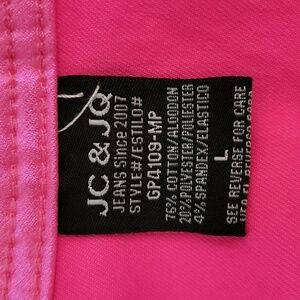 JC & JQ
JEANS Since 2007
STYLE#/ESTILO#
GP4109-MP
76% COTTON/ALGODON
20%POLYESTER/POLIESTER
4% SPANDEX/ELASTICO
L
SEE REVERSE FOR CARE